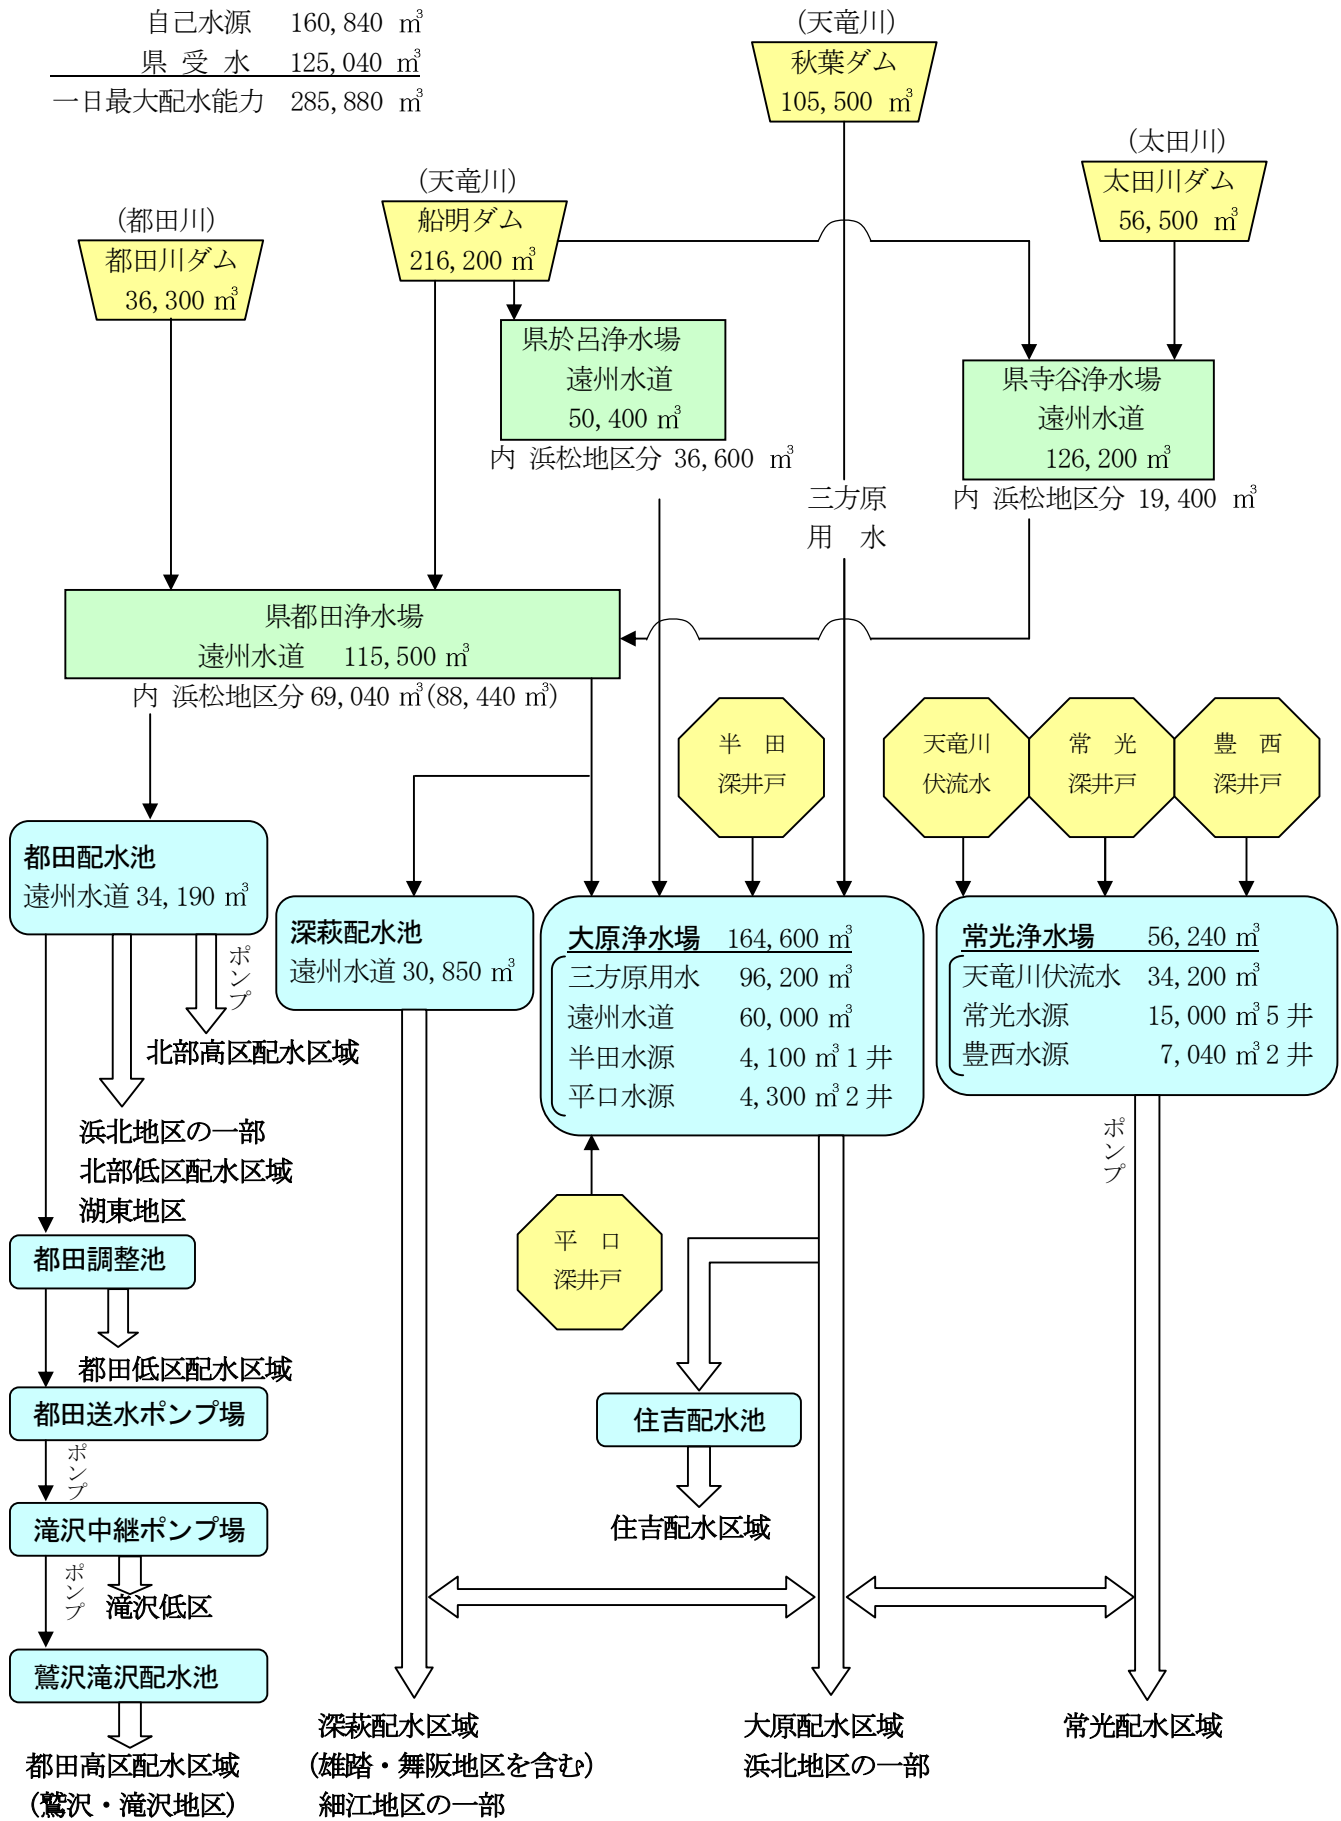 自己水源 160,840 ㎥
県 受 水 125,040 ㎥
一日最大配水能力 285,880 ㎥
(天竜川)
秋葉ダム
105,500 ㎥
(太田川)
太田川ダム
56,500 ㎥
(天竜川)
船明ダム
216,200 ㎥
(都田川)
都田川ダム
36,300 ㎥
県於呂浄水場
遠州水道
50,400 ㎥
内 浜松地区分 36,600 ㎥
県寺谷浄水場
遠州水道
126,200 ㎥
内 浜松地区分 19,400 ㎥
三方原
用 水
県都田浄水場
遠州水道 115,500 ㎥
内 浜松地区分 69,040 ㎥(88,440 ㎥)
半 田
深井戸
天竜川
伏流水
常 光
深井戸
豊 西
深井戸
都田配水池
遠州水道 34,190 ㎥
深萩配水池
遠州水道 30,850 ㎥
大原浄水場 164,600 ㎥
三方原用水 96,200 ㎥
遠州水道 60,000 ㎥
半田水源 4,100 ㎥ 1 井
平口水源 4,300 ㎥ 2 井
常光浄水場 56,240 ㎥
天竜川伏流水 34,200 ㎥
常光水源 15,000 ㎥ 5 井
豊西水源 7,040 ㎥ 2 井
ポンプ
北部高区配水区域
浜北地区の一部
北部低区配水区域
湖東地区
ポンプ
平 口
深井戸
都田調整池
都田低区配水区域
都田送水ポンプ場
ポンプ
住吉配水池
住吉配水区域
滝沢中継ポンプ場
ポンプ
滝沢低区
鷲沢滝沢配水池
都田高区配水区域
(鷲沢・滝沢地区)
深萩配水区域
(雄踏・舞阪地区を含む)
細江地区の一部
大原配水区域
浜北地区の一部
常光配水区域